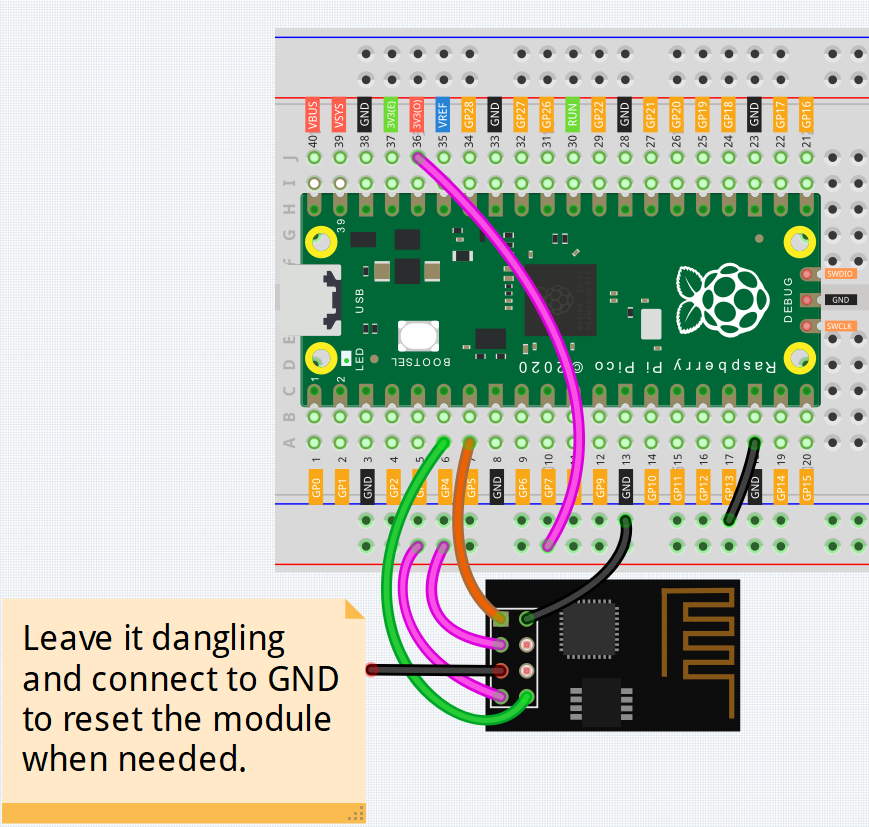 VBUS VSYS GND 3V3(E) 3V3(O) VREF GP28 GND GP27 GP26 RUN GP22 GND GP21 GP20 GP19 GP18 GND GP17 GP16
40 39 38 37 36 35 34 33 32 31 30 29 28 27 26 25 24 23 22 21
J
I
H
G
f
E
D
C
B
A
39
USB
LED
1
2
BOOTSEL
Raspberry Pi Pico ©2020
DEBUG
SWDIO
GND
SWCLK
1 2 3 4 5 6 7 8 9 10 11 12 13 14 15 16 17 19 20
GP0 GP1 GND GP2 GP4 GP5 GND GP6 GP7 GP9 GND GP10 GP11 GP12 GP13 GND GP14 GP15
Leave it dangling
and connect to GND
to reset the module
when needed.